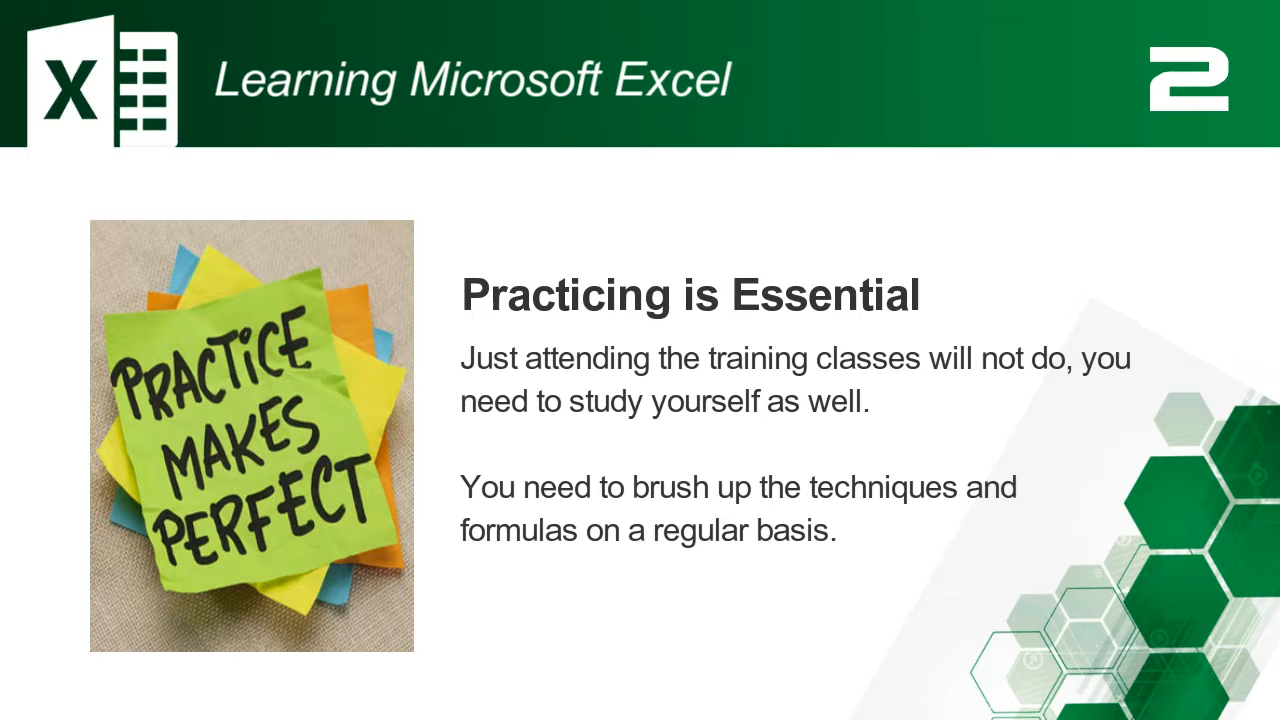 X
Learning Microsoft Excel
2
PRACTICE
MAKES
PERFECT
Practicing is Essential
Just attending the training classes will not do, you
need to study yourself as well.
You need to brush up the techniques and
formulas on a regular basis.